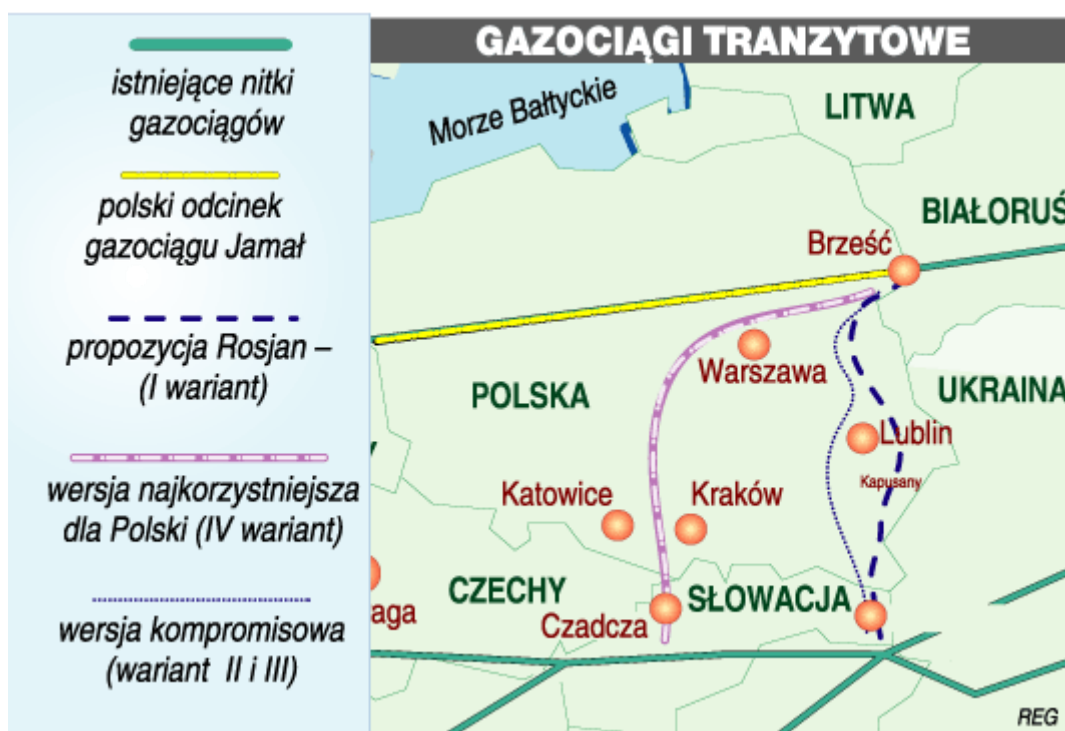 GAZOCIĄGI TRANZYTOWE
istniejące nitki
gazociągów
polski odcinek
gazociągu Jamał
propozycja Rosjan –
(I wariant)
wersja najkorzystniejsza
dla Polski (IV wariant)
wersja kompromisowa
(wariant II i III)
Morze Bałtyckie
LITWA
BIAŁORUŚ
Brześć
Warszawa
POLSKA
UKRAINA
Lublin
Kapusany
Katowice
Kraków
CZECHY
SŁOWACJA
aga
Czadcza
REG